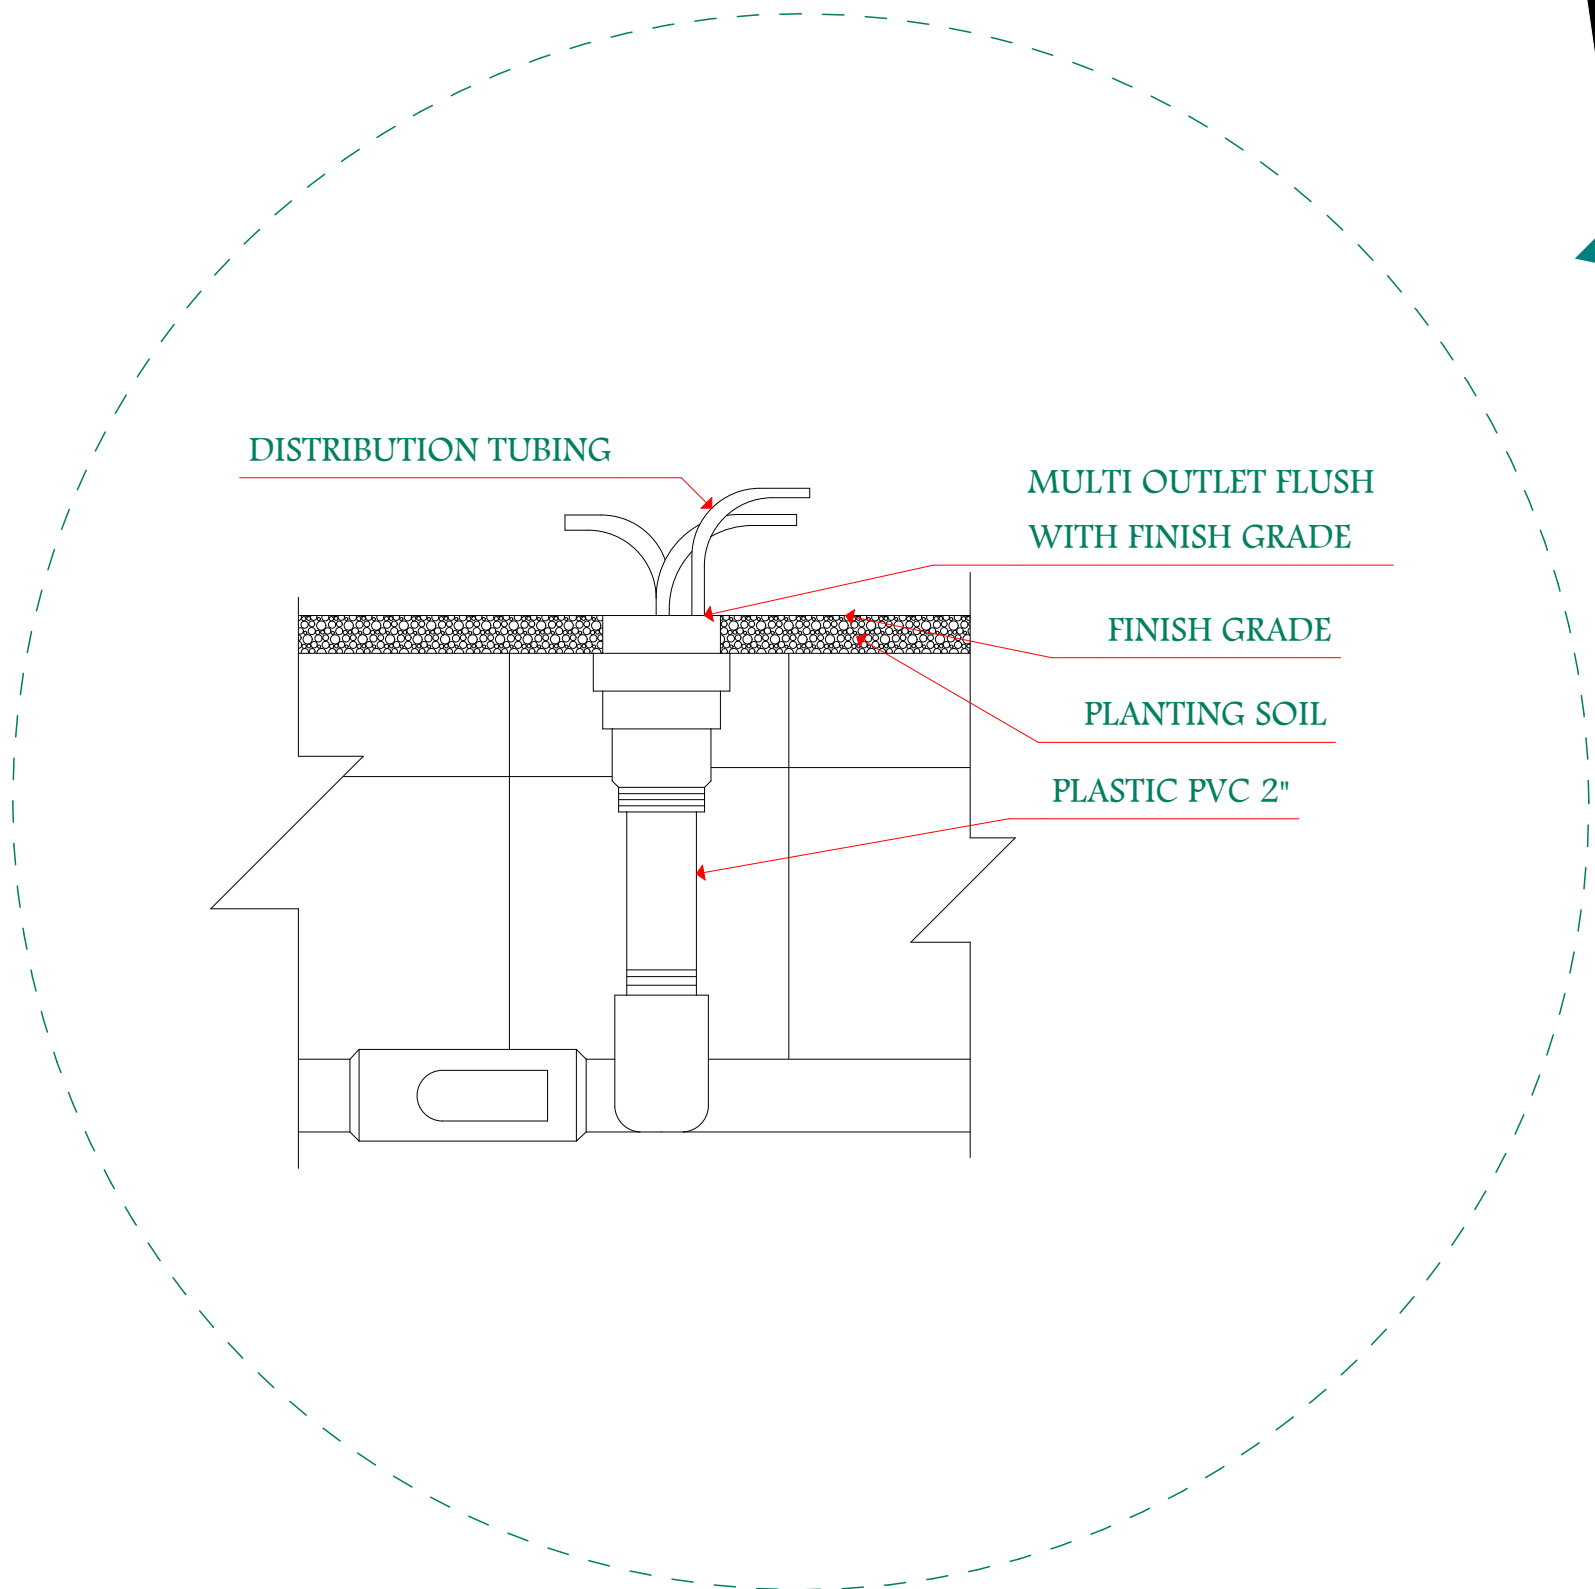 DISTRIBUTION TUBING
MULTI OUTLET FLUSH
WITH FINISH GRADE
FINISH GRADE
PLANTING SOIL
PLASTIC PVC 2"